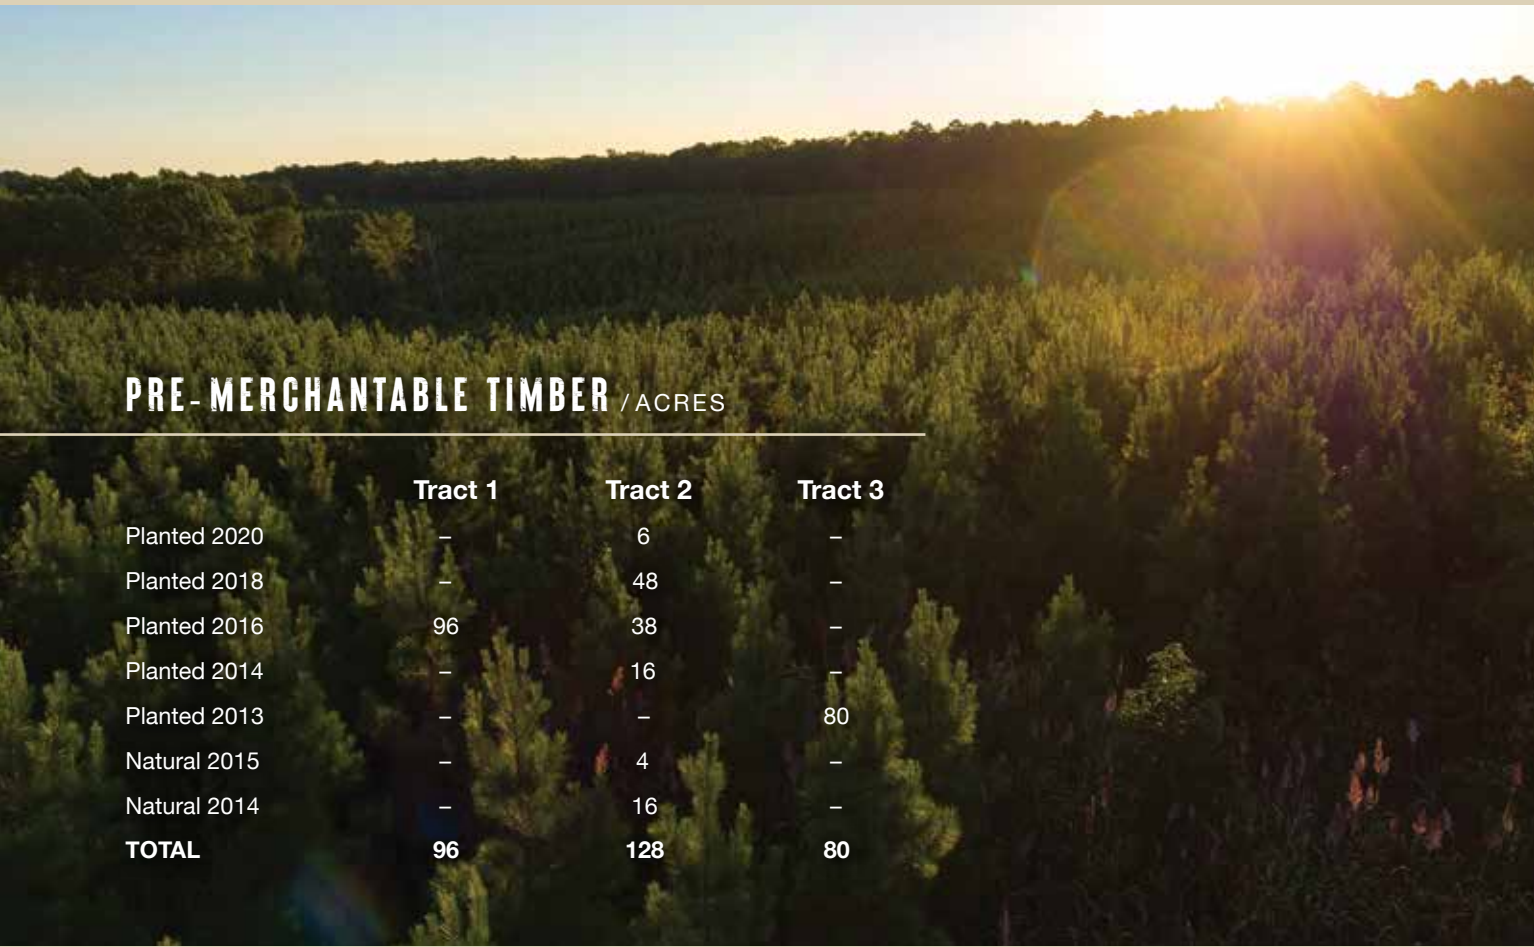 PRE-MERCHANTABLE TIMBER / ACRES
Tract 1 Tract 2 Tract 3
Planted 2020 – 6 –
Planted 2018 – 48 –
Planted 2016 96 38 –
Planted 2014 – 16 –
Planted 2013 – – 80
Natural 2015 – 4 –
Natural 2014 – 16 –
TOTAL 96 128 80